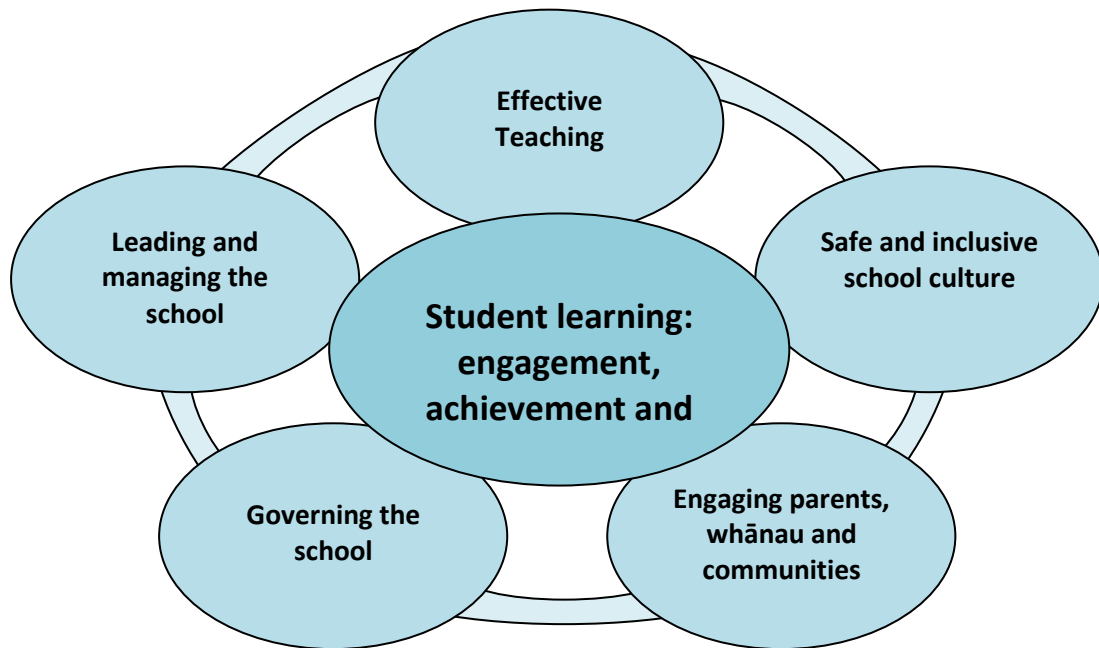 Effective
Teaching
Leading and
managing the
school
Safe and inclusive
school culture
Student learning:
engagement,
achievement and
Governing the
school
Engaging parents,
whānau and
communities